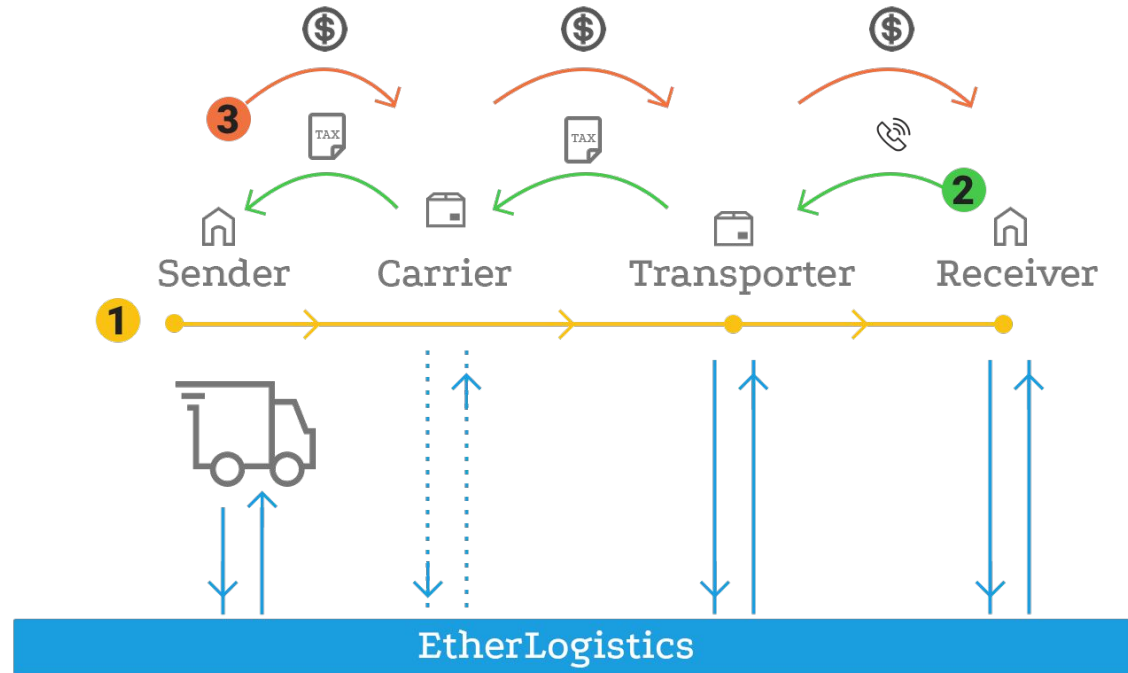 $ $ $
3
TAX TAX
2
Sender Carrier Transporter Receiver
1
EtherLogistics